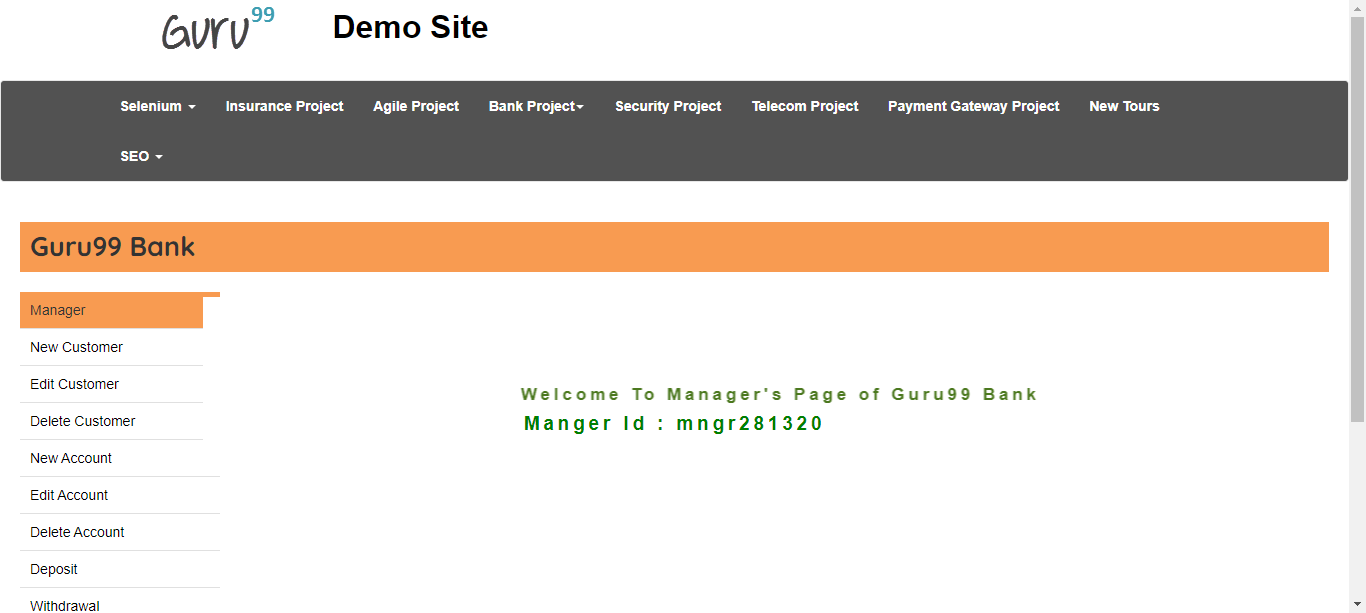 Guru99 Demo Site
Selenium Insurance Project Agile Project Bank Project Security Project Telecom Project Payment Gateway Project New Tours
SEO
Guru99 Bank
Manager
New Customer
Edit Customer
Delete Customer
New Account
Edit Account
Delete Account
Deposit
Withdrawal
Welcome To Manager's Page of Guru99 Bank
Manger Id : mngr281320